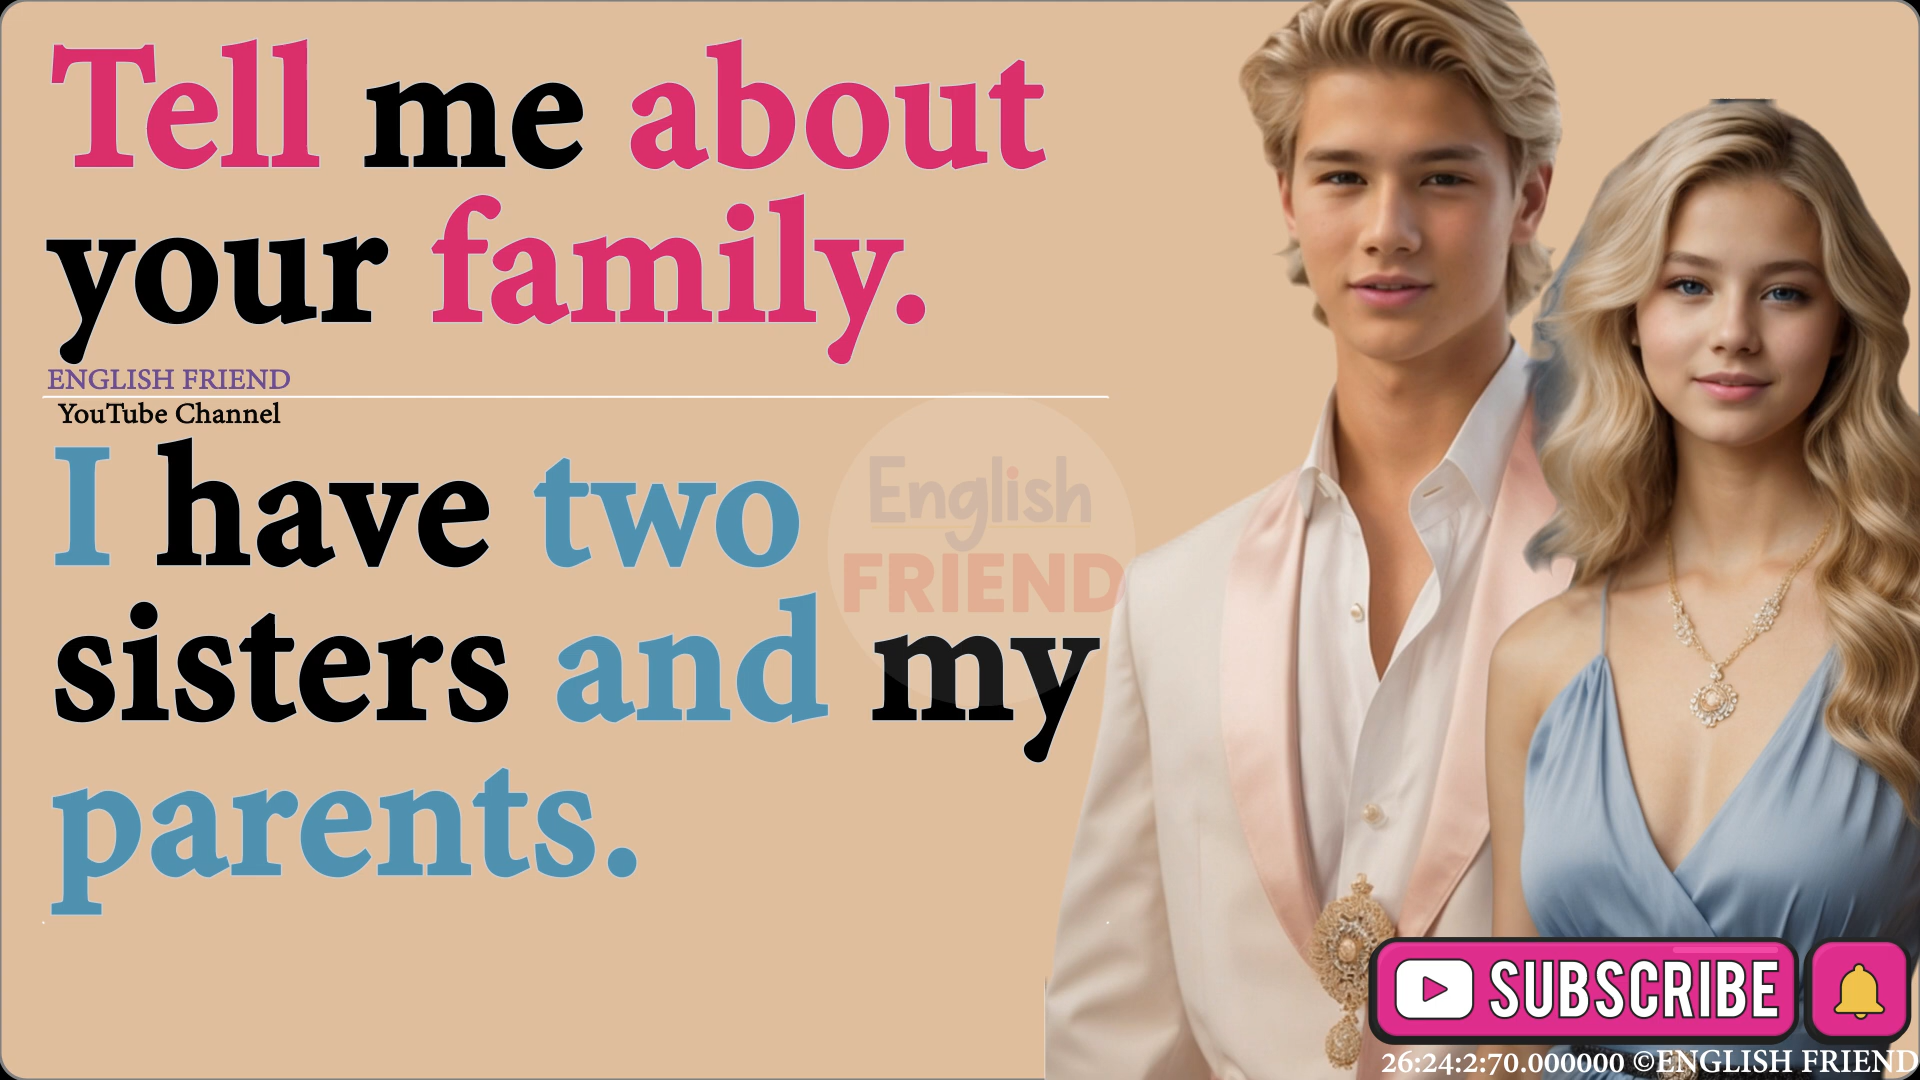 Tell me about
your family.
ENGLISH FRIEND
YouTube Channel
I have two
sisters and my
parents.
English
FRIEND
SUBSCRIBE
26:24:2:70.000000 ©ENGLISH FRIEND